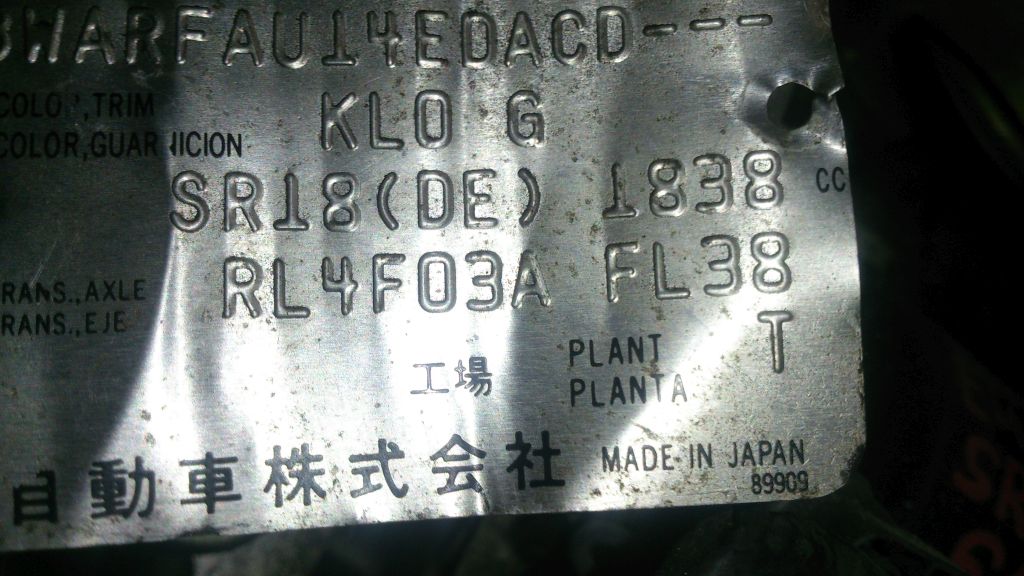 WARFAU14EDACD---
COLOR,TRIM KL0 G
COLOR,GUARNICION
SR18(DE) 1838 CC
RANS.,AXLE RL4F03A FL38
RANS.,EJE
工場 PLANT T
PLANTA
自動車株式会社 MADE IN JAPAN
89909